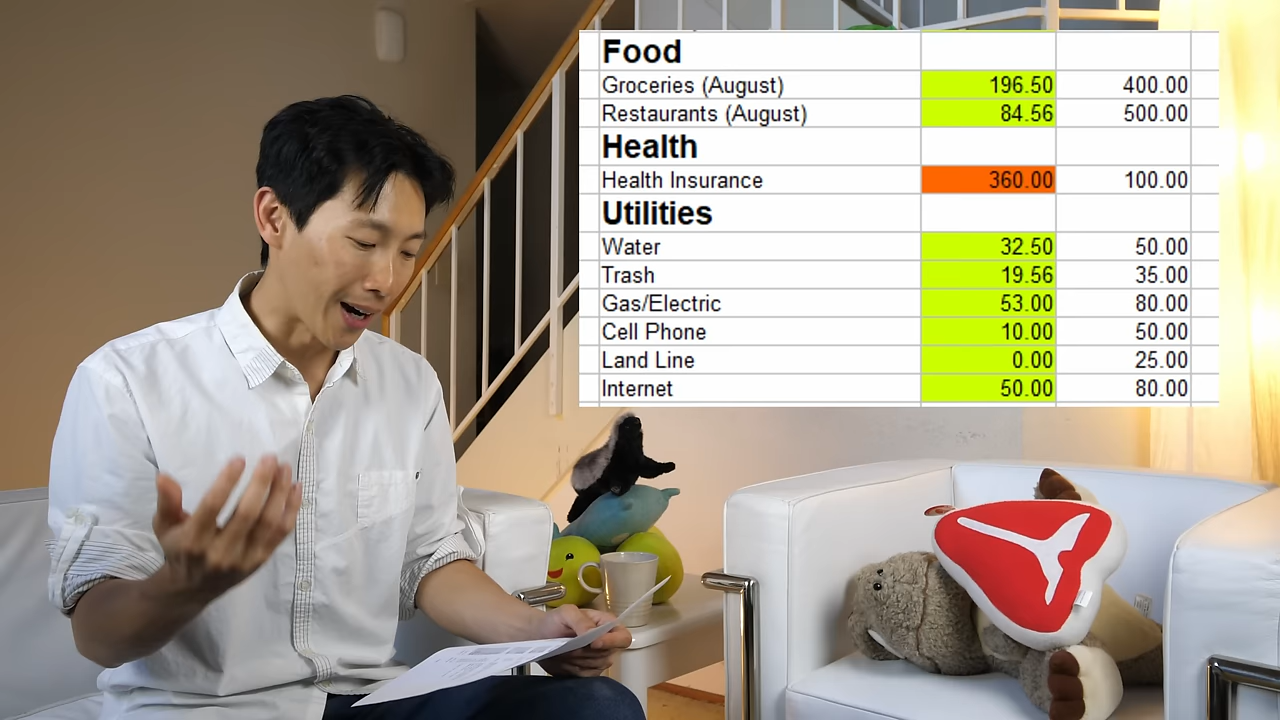 Food
Groceries (August) 196.50 400.00
Restaurants (August) 84.56 500.00
Health
Health Insurance 360.00 100.00
Utilities
Water 32.50 50.00
Trash 19.56 35.00
Gas/Electric 53.00 80.00
Cell Phone 10.00 50.00
Land Line 0.00 25.00
Internet 50.00 80.00